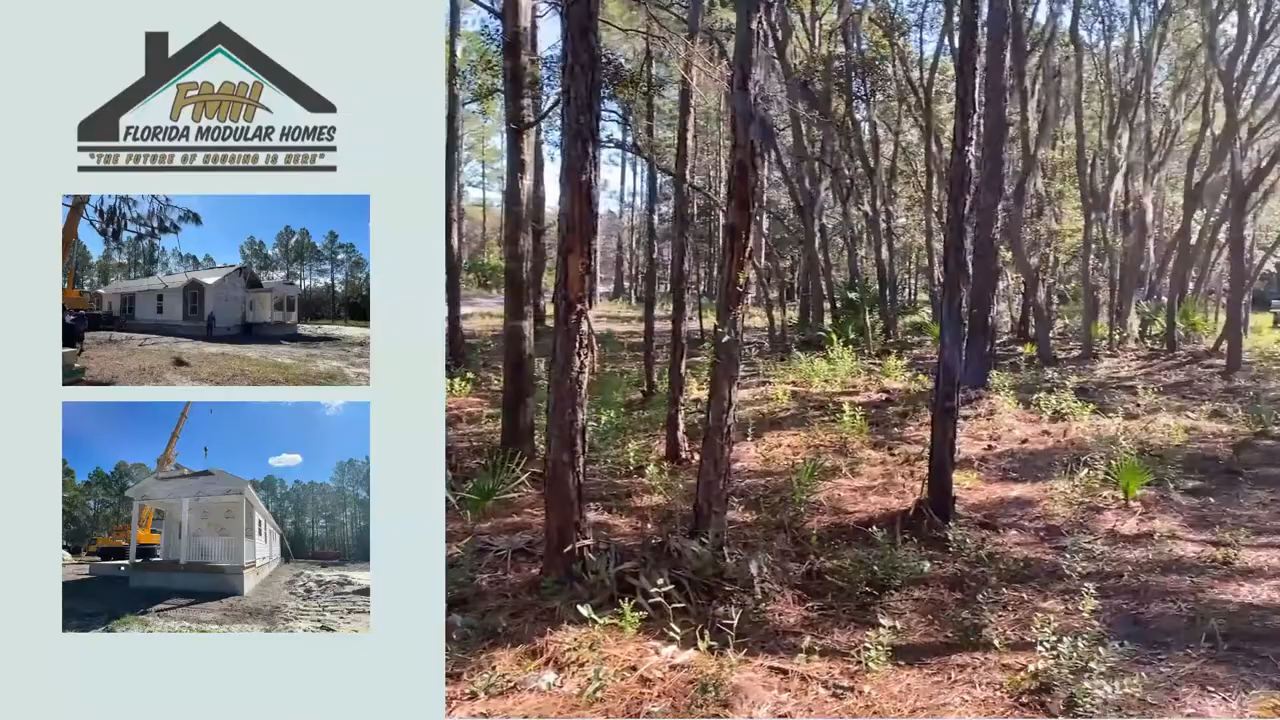 FMH
FLORIDA MODULAR HOMES
"THE FUTURE OF HOUSING IS HERE"